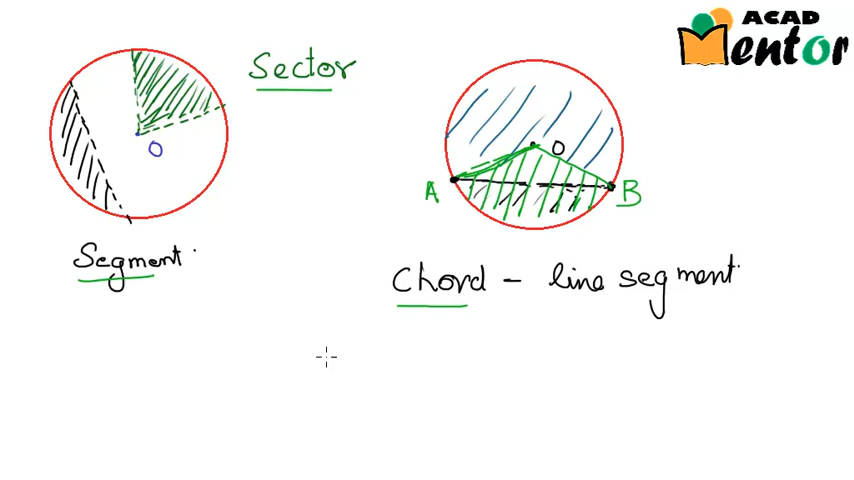 ACAD
Mentor
Sector
O
O
A
B
Segment
Chord - line segment